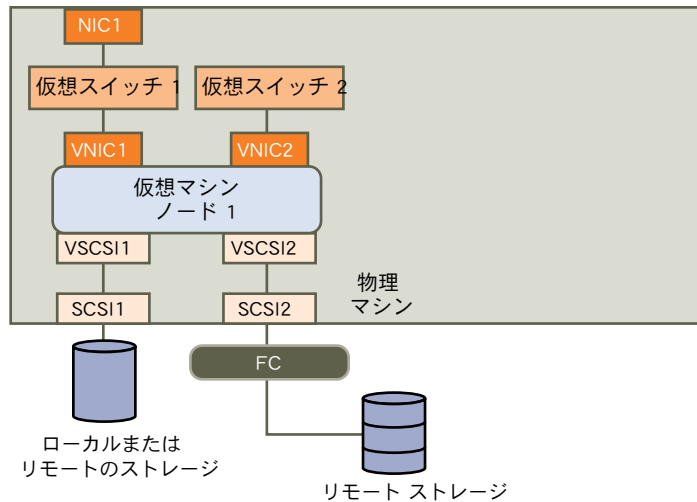 NIC1
仮想スイッチ 1
仮想スイッチ 2
VNIC1
VNIC2
仮想マシン
ノード 1
VSCSI1
VSCSI2
物理
マシン
SCSI1
SCSI2
FC
ローカルまたは
リモートのストレージ
リモート ストレージ